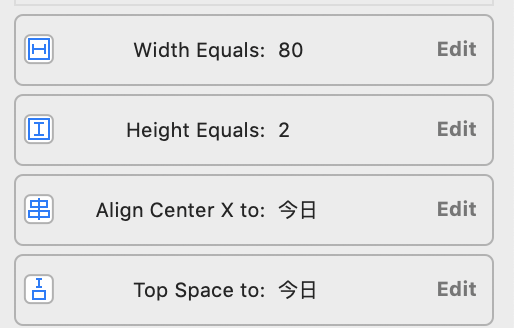 Width Equals: 80 Edit
Height Equals: 2 Edit
Align Center X to: 今日 Edit
Top Space to: 今日 Edit